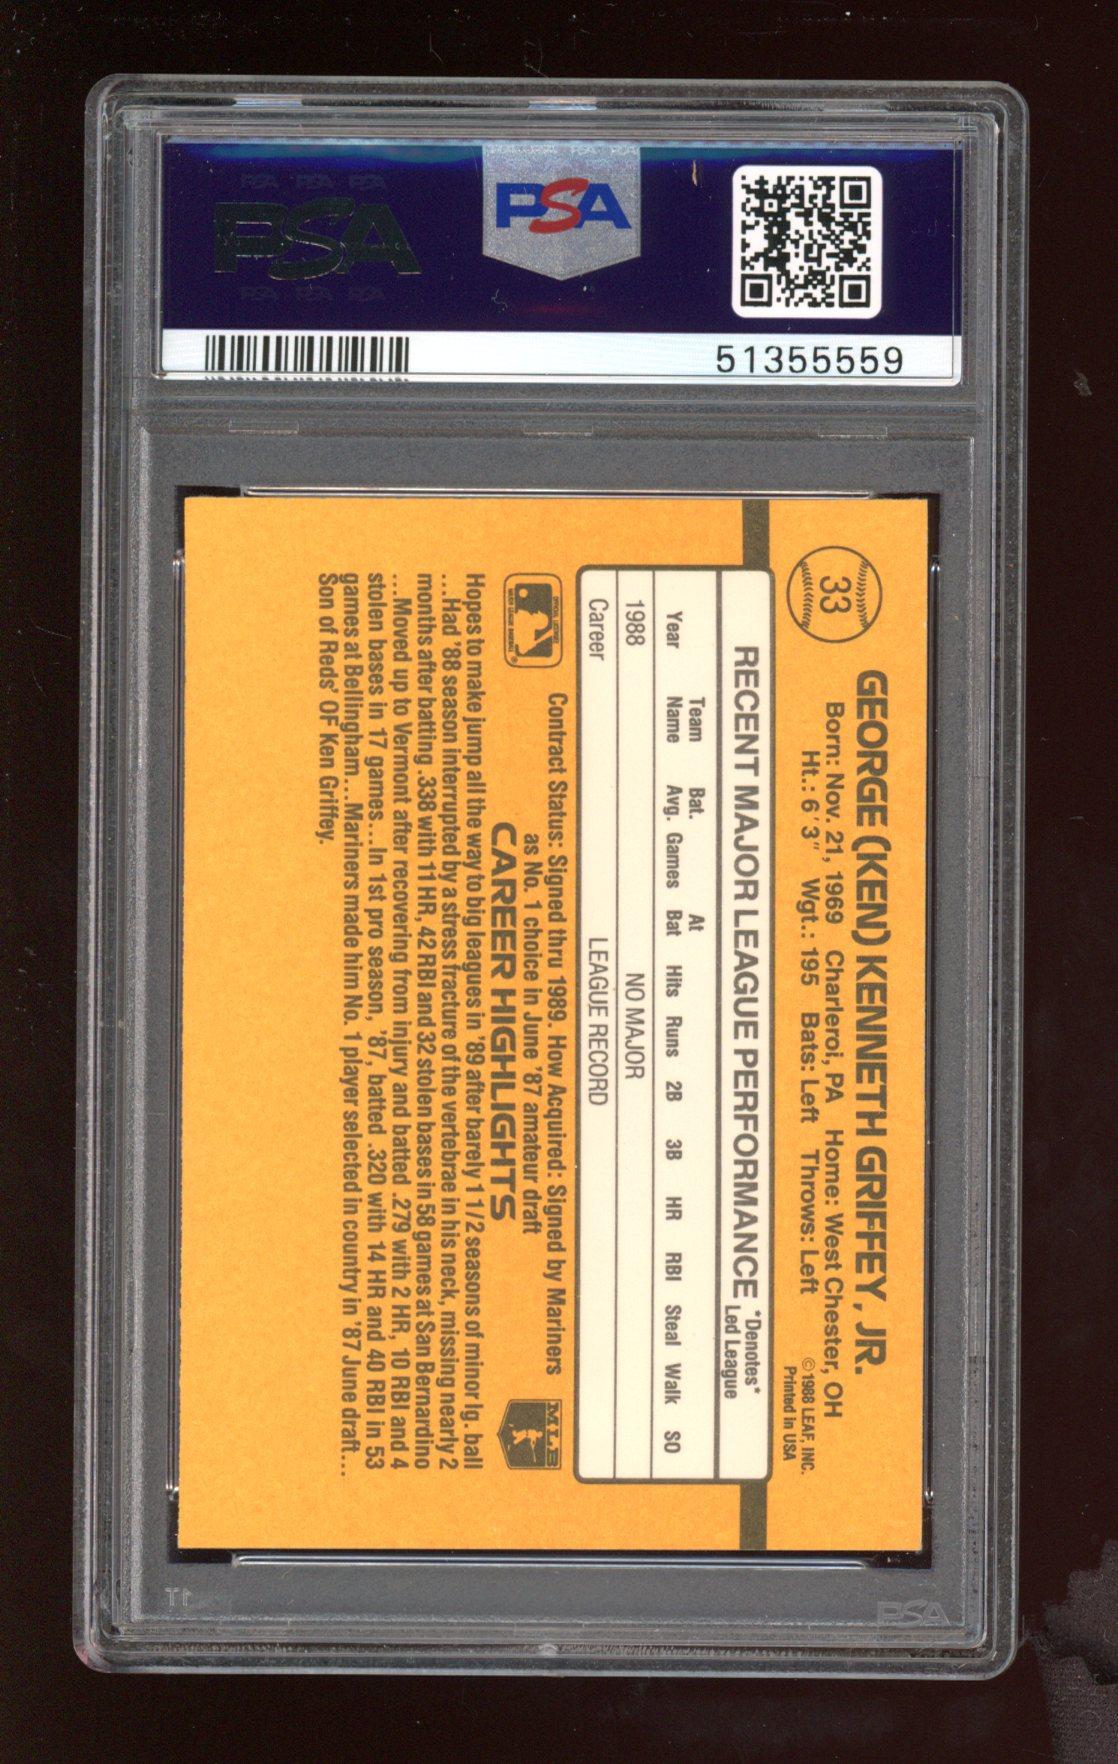 PSA PSA PSA
PSA
PSA PSA PSA
PSA
51355559
33
GEORGE (KEN) KENNETH GRIFFEY, JR.
Born: Nov. 21, 1969 Charleroi, PA Home: West Chester, OH
Ht.: 6'3" Wgt.: 195 Bats: Left Throws: Left
©1988 LEAF, INC.
Printed in USA
RECENT MAJOR LEAGUE PERFORMANCE *Denotes*
Led League
Year Team Name Bat. Avg. Games At Bat Hits Runs 2B 3B HR RBI Steal Walk SO
1988 NO MAJOR
Career LEAGUE RECORD
Contract Status: Signed thru 1989. How Acquired: Signed by Mariners
as No. 1 choice in June '87 amateur draft
MLB
CAREER HIGHLIGHTS
Hopes to make jump all the way to big leagues in '89 after barely 1 1/2 seasons of minor lg. ball
...Had '88 season interrupted by a stress fracture of the vertebrae in his neck, missing nearly 2
months after batting .338 with 11 HR, 42 RBI and 32 stolen bases in 58 games at San Bernardino
...Moved up to Vermont after recovering from injury and batted .279 with 2 HR, 10 RBI and 4
stolen bases in 17 games...In 1st pro season, '87, batted .320 with 14 HR and 40 RBI in 53
games at Bellingham...Mariners made him No. 1 player selected in country in '87 June draft...
Son of Reds' OF Ken Griffey.
PSA